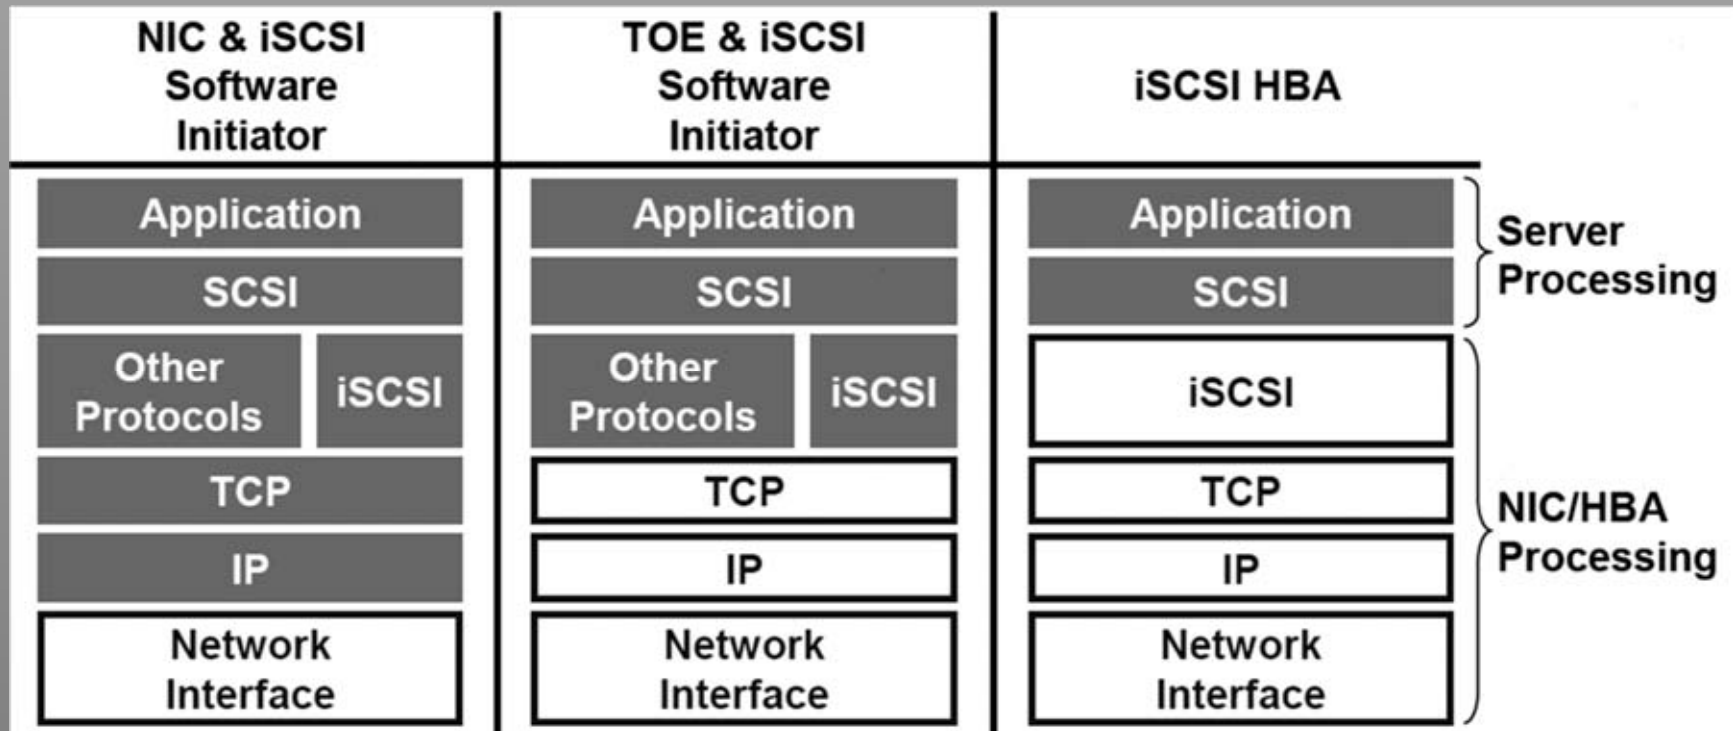 NIC & iSCSI
Software
Initiator
TOE & iSCSI
Software
Initiator
iSCSI HBA
Application
SCSI
Other
Protocols
iSCSI
TCP
IP
Network
Interface
Application
SCSI
Other
Protocols
iSCSI
TCP
IP
Network
Interface
Application
SCSI
iSCSI
TCP
IP
Network
Interface
Server
Processing
NIC/HBA
Processing